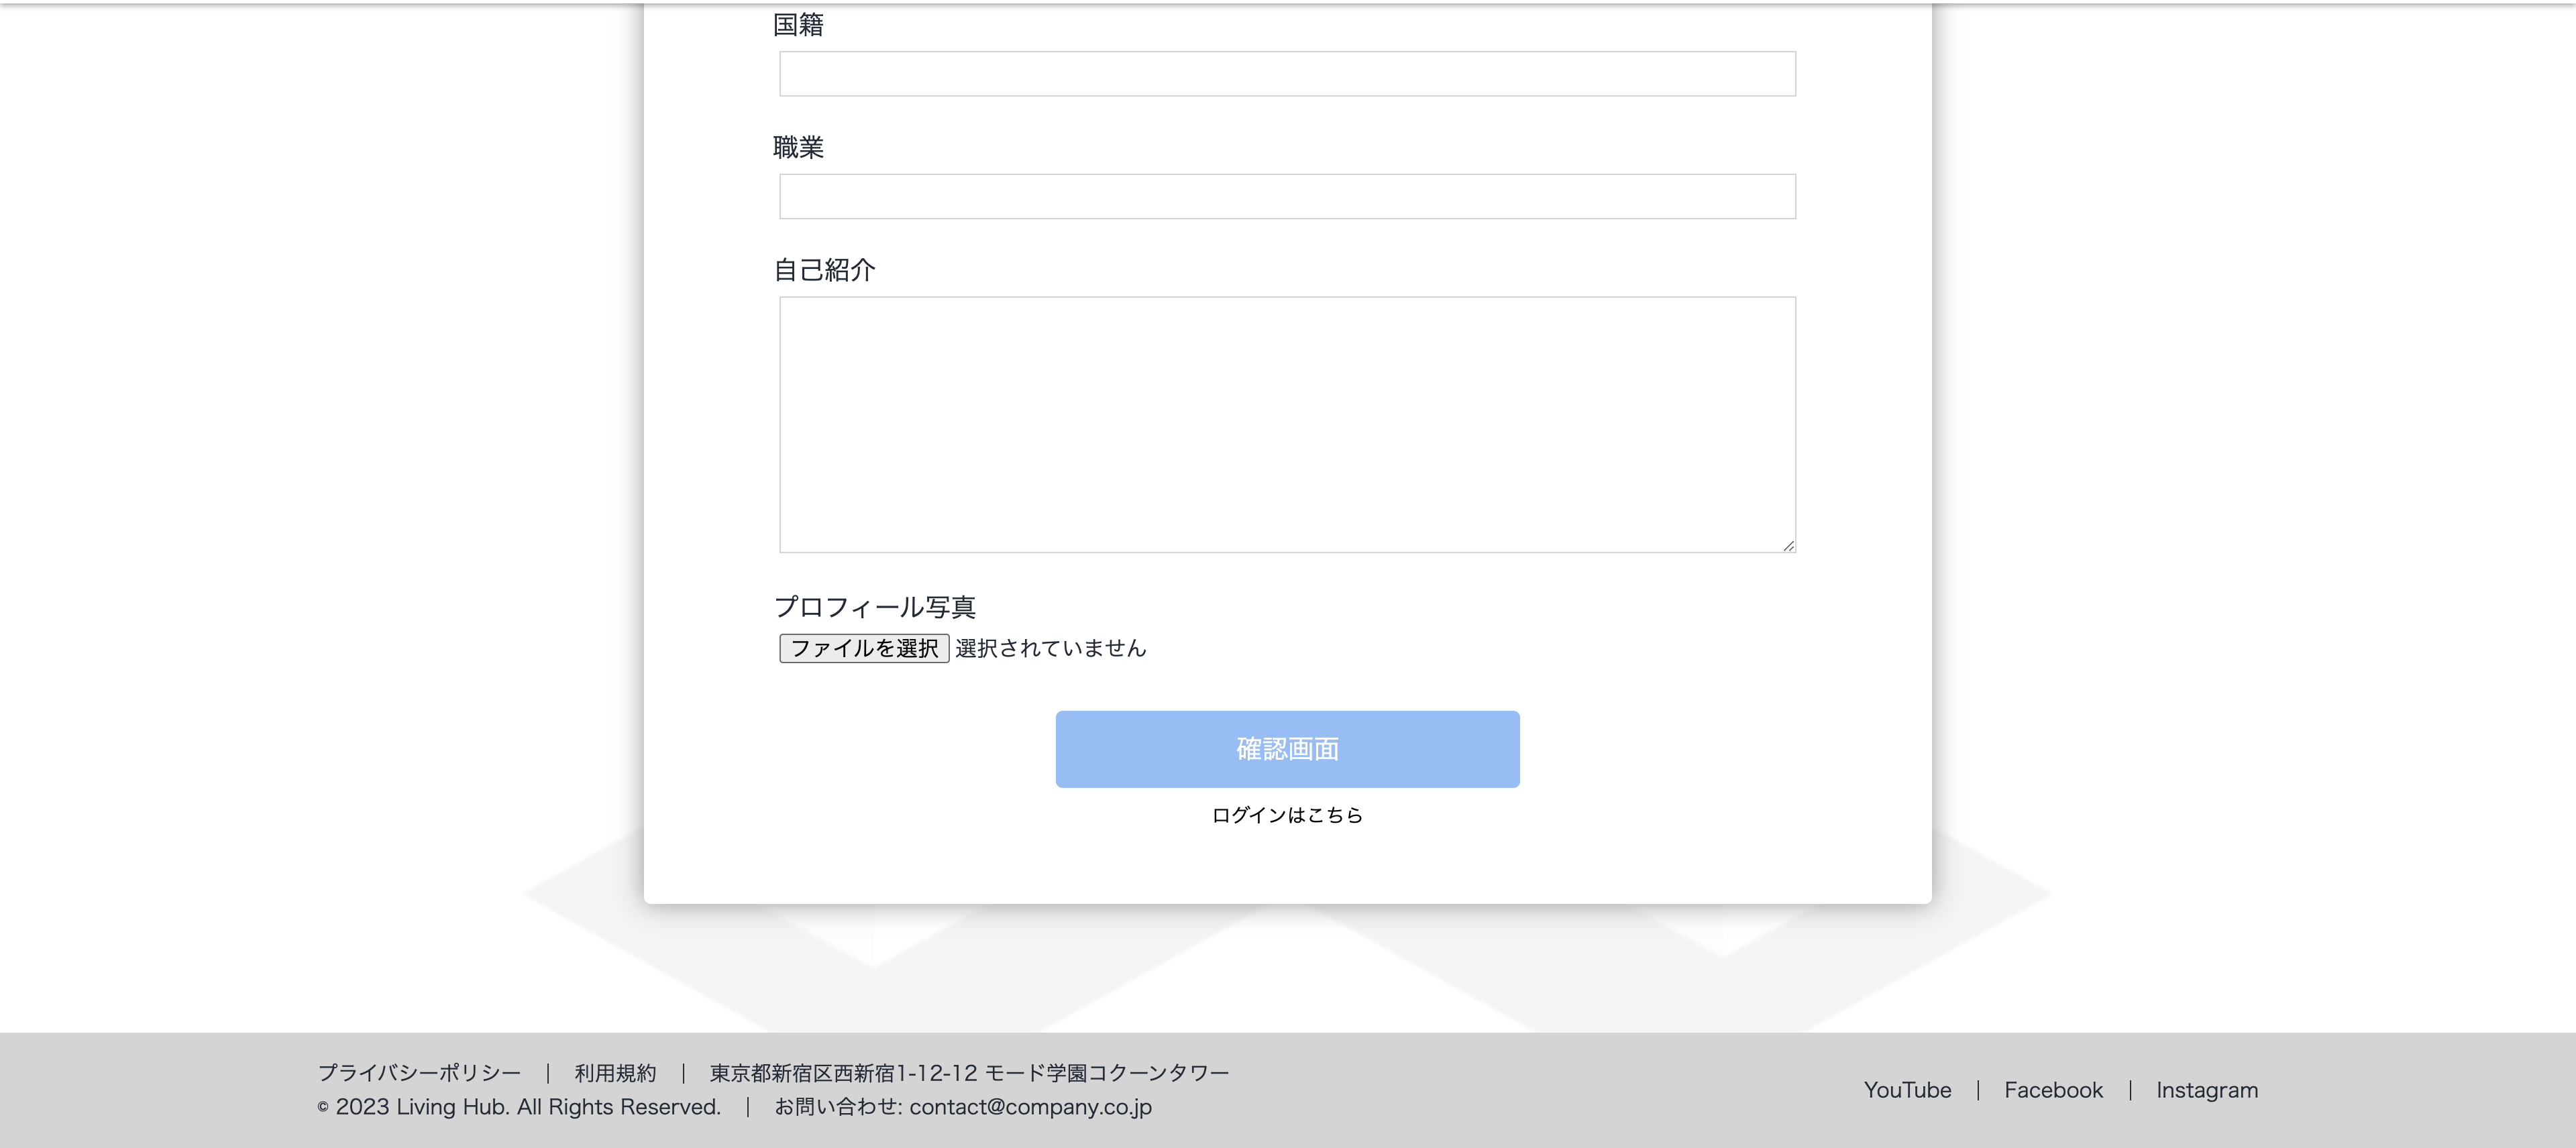 国籍
職業
自己紹介
プロフィール写真
ファイルを選択 選択されていません
確認画面
ログインはこちら
プライバシーポリシー | 利用規約 | 東京都新宿区西新宿1-12-12 モード学園コクーンタワー
© 2023 Living Hub. All Rights Reserved. | お問い合わせ: contact@company.co.jp
YouTube | Facebook | Instagram